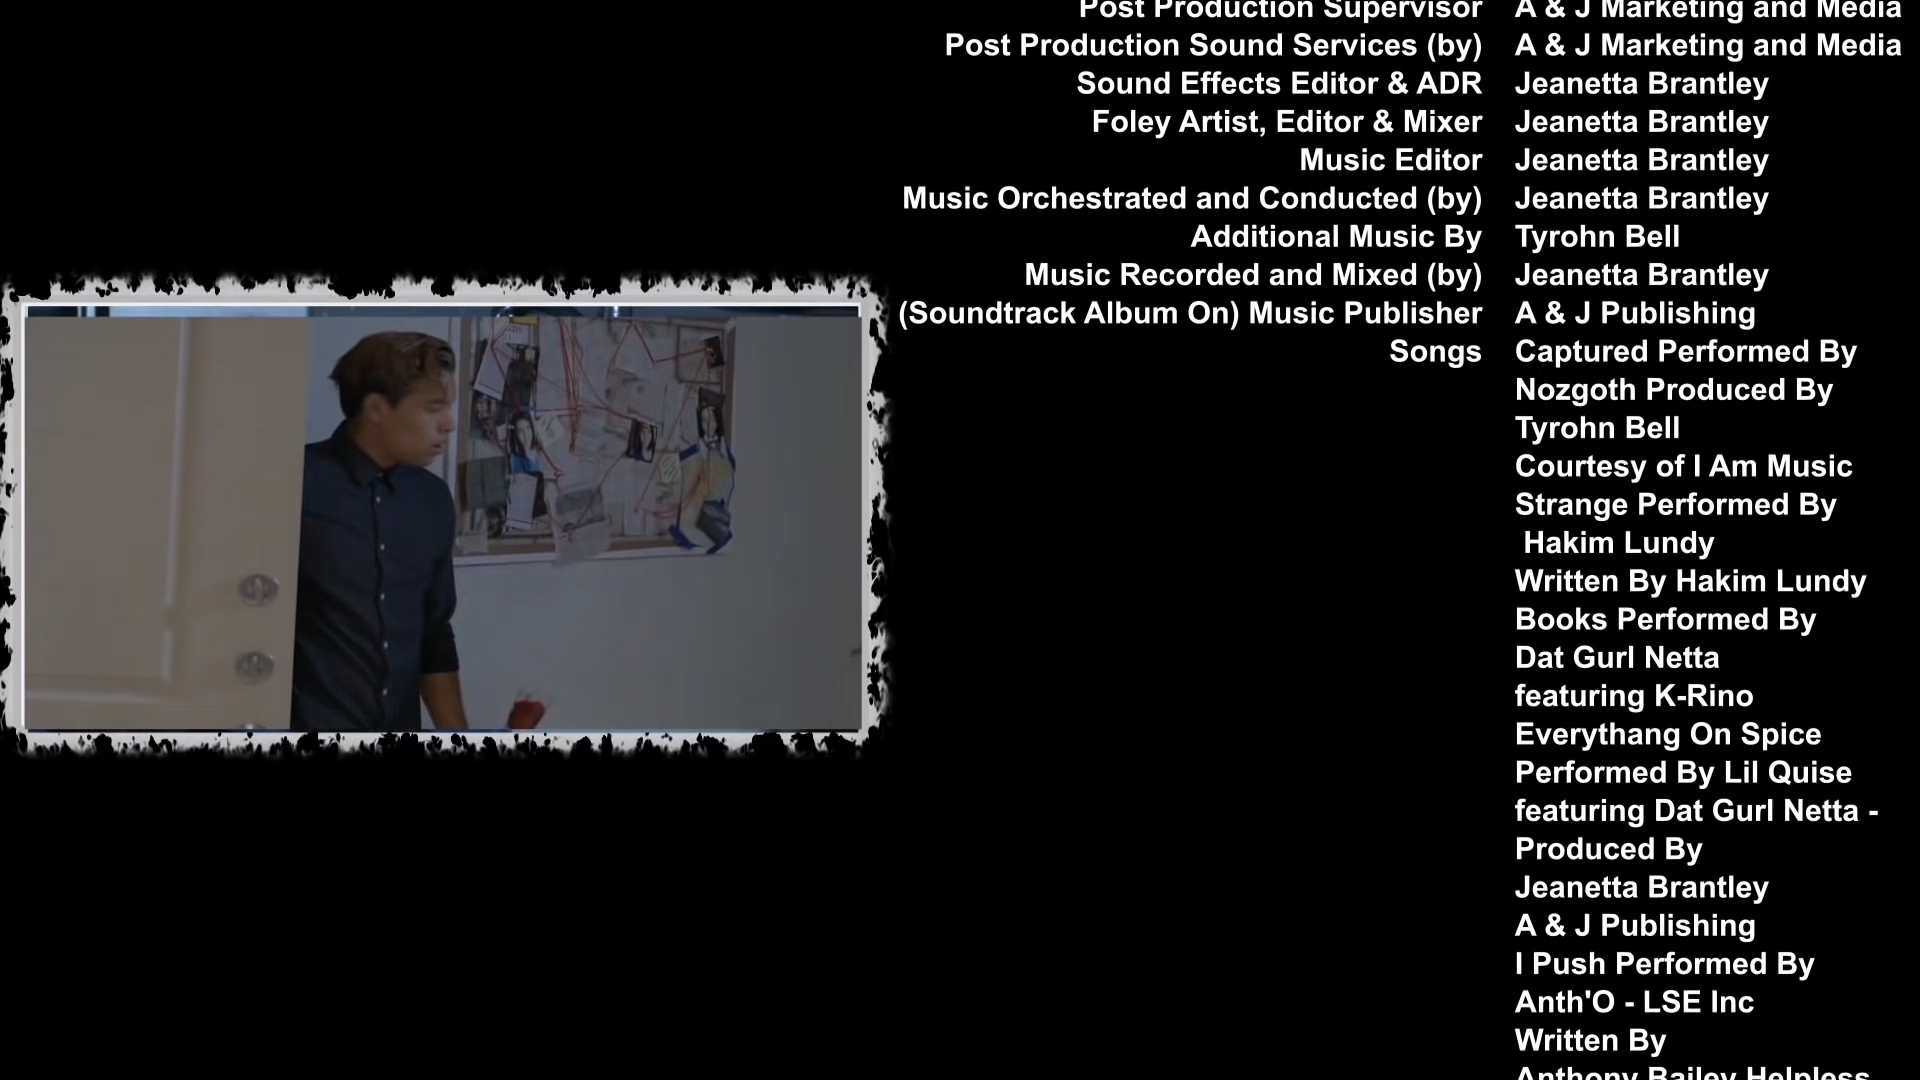 Post Production Supervisor A & J Marketing and Media
Post Production Sound Services (by) A & J Marketing and Media
Sound Effects Editor & ADR Jeanetta Brantley
Foley Artist, Editor & Mixer Jeanetta Brantley
Music Editor Jeanetta Brantley
Music Orchestrated and Conducted (by) Jeanetta Brantley
Additional Music By Tyrohn Bell
Music Recorded and Mixed (by) Jeanetta Brantley
(Soundtrack Album On) Music Publisher A & J Publishing
Songs Captured Performed By
Nozgoth Produced By
Tyrohn Bell
Courtesy of I Am Music
Strange Performed By
Hakim Lundy
Written By Hakim Lundy
Books Performed By
Dat Gurl Netta
featuring K-Rino
Everythang On Spice
Performed By Lil Quise
featuring Dat Gurl Netta -
Produced By
Jeanetta Brantley
A & J Publishing
I Push Performed By
Anth'O - LSE Inc
Written By
Anthony Bailey Helpless